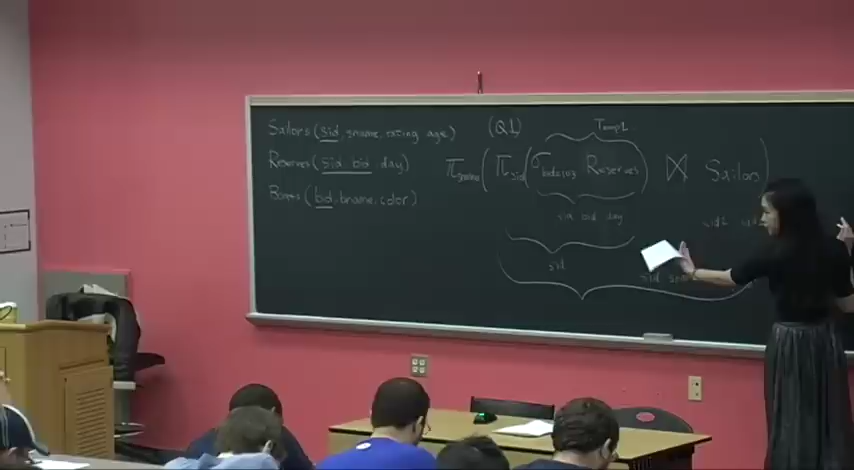 Sailors (sid, sname, rating, age)
Reserves (sid, bid, day)
Boats (bid, bname, color)
(Q1)
Temp1
π sname ( π sid ( σ bid=103 Reserves ) ⋈ Sailors )
sid bid day
sid
sid